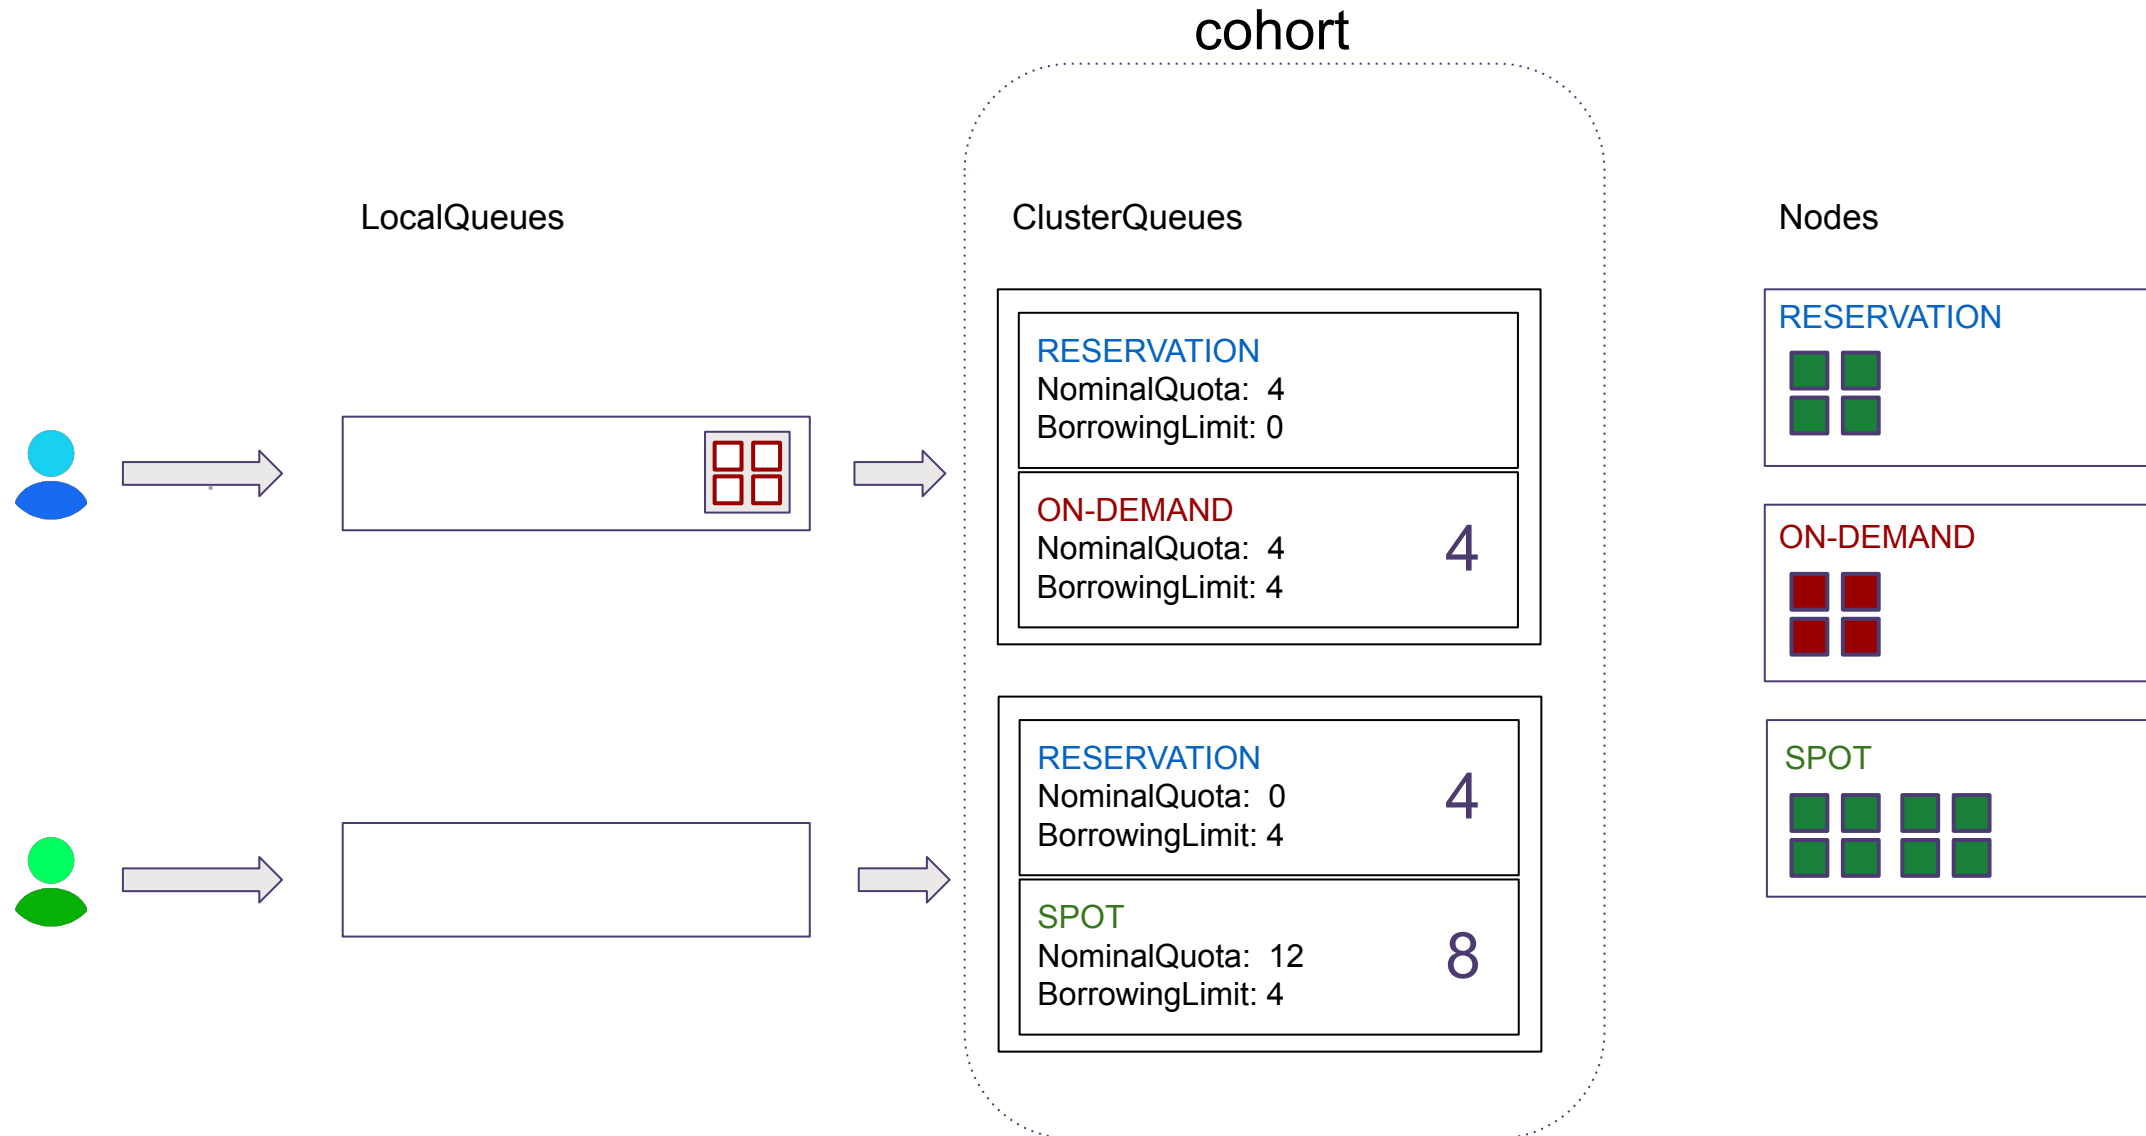 cohort
LocalQueues
ClusterQueues
Nodes
RESERVATION
NominalQuota: 4
BorrowingLimit: 0
ON-DEMAND
NominalQuota: 4
BorrowingLimit: 4
4
RESERVATION
NominalQuota: 0
BorrowingLimit: 4
4
SPOT
NominalQuota: 12
BorrowingLimit: 4
8
RESERVATION
ON-DEMAND
SPOT